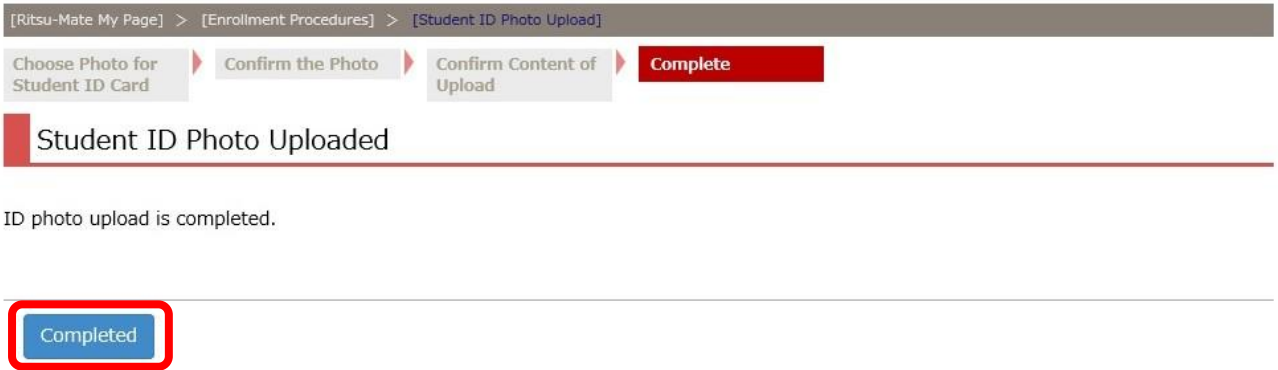 [Ritsu-Mate My Page] > [Enrollment Procedures] > [Student ID Photo Upload]
Choose Photo for
Student ID Card
Confirm the Photo
Confirm Content of
Upload
Complete
Student ID Photo Uploaded
ID photo upload is completed.
Completed